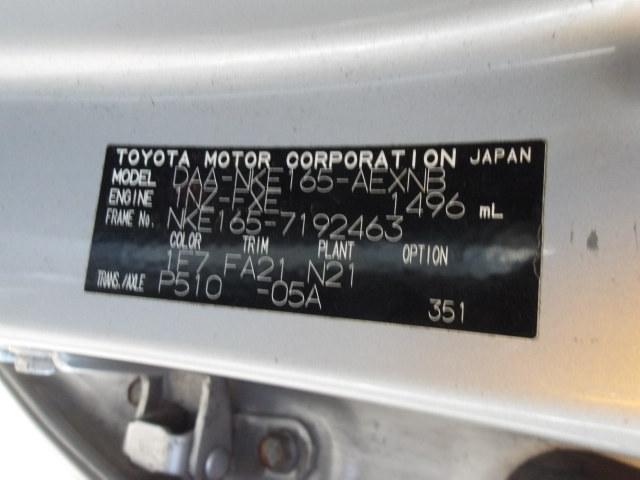 TOYOTA MOTOR CORPORATION JAPAN
MODEL DAA-NKE165-AEXNB
ENGINE 1NZ-FXE 1496 mL
FRAME No. NKE165-7192463
COLOR TRIM PLANT OPTION
1F7 FA21 N21
TRANS./AXLE P510 -05A
351